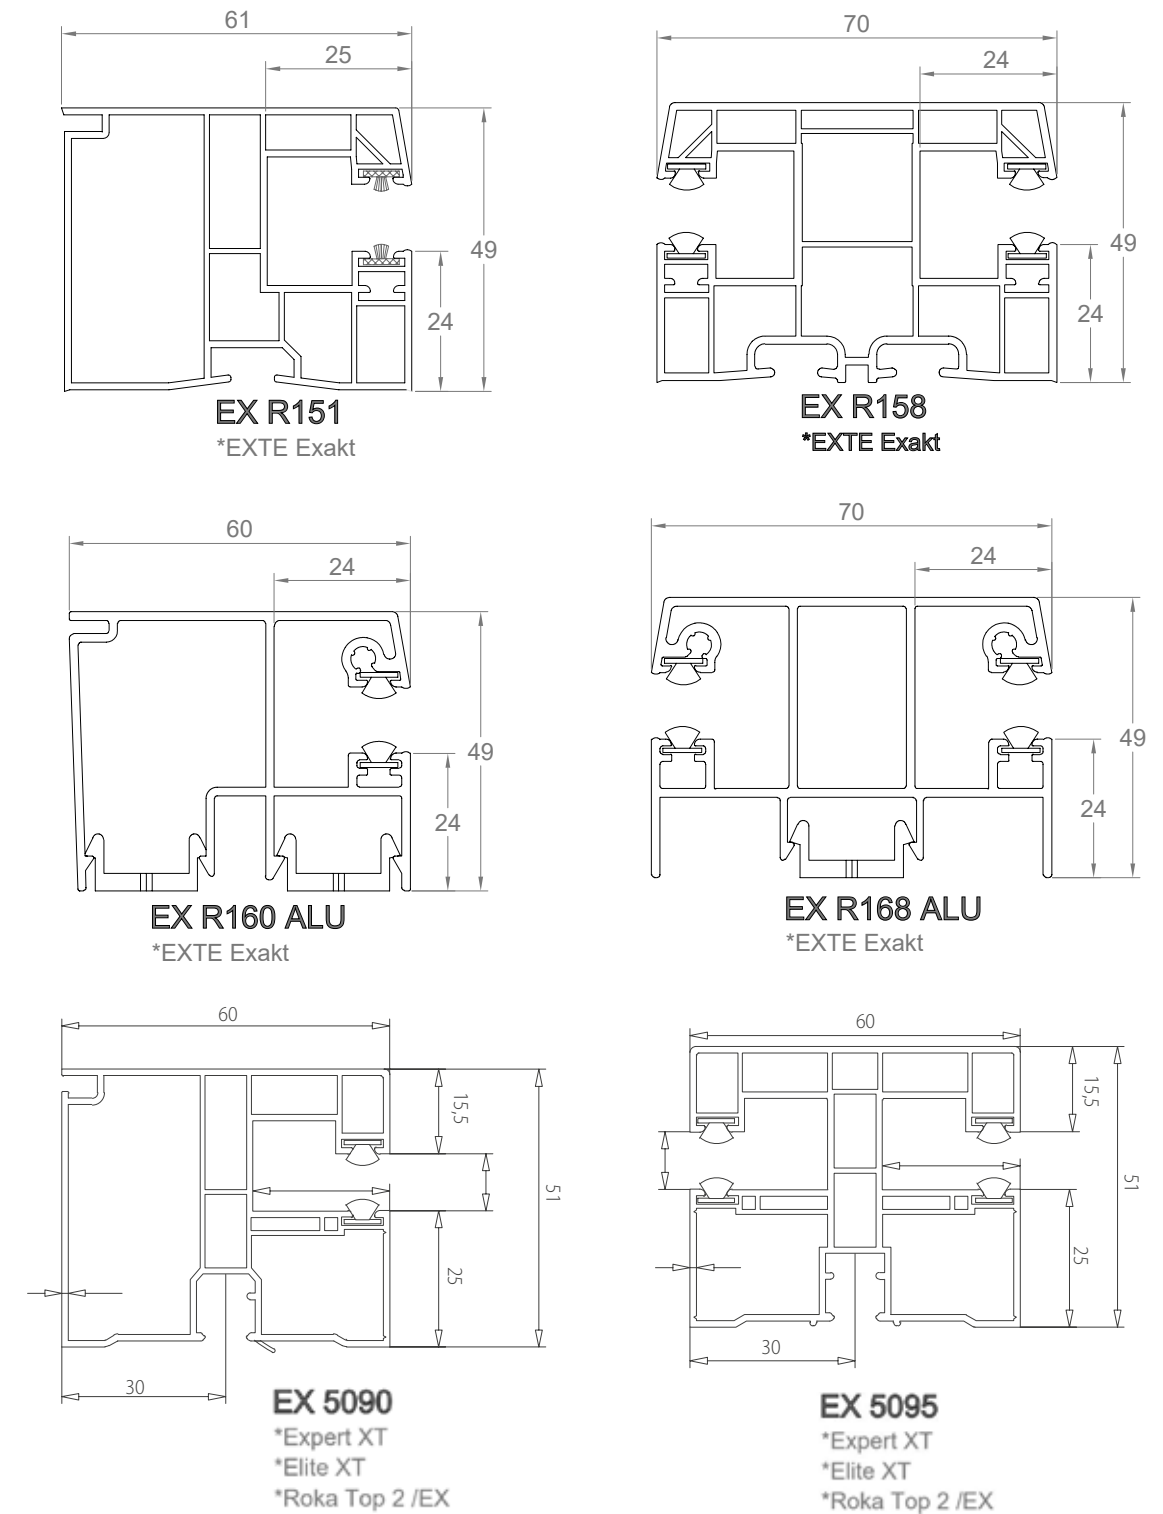 61
25
49
24
EX R151
*EXTE Exakt
70
24
49
24
EX R158
*EXTE Exakt
60
24
49
24
EX R160 ALU
*EXTE Exakt
70
24
49
24
EX R168 ALU
*EXTE Exakt
60
15,5
51
25
30
EX 5090
*Expert XT
*Elite XT
*Roka Top 2 /EX
60
15,5
51
25
30
EX 5095
*Expert XT
*Elite XT
*Roka Top 2 /EX